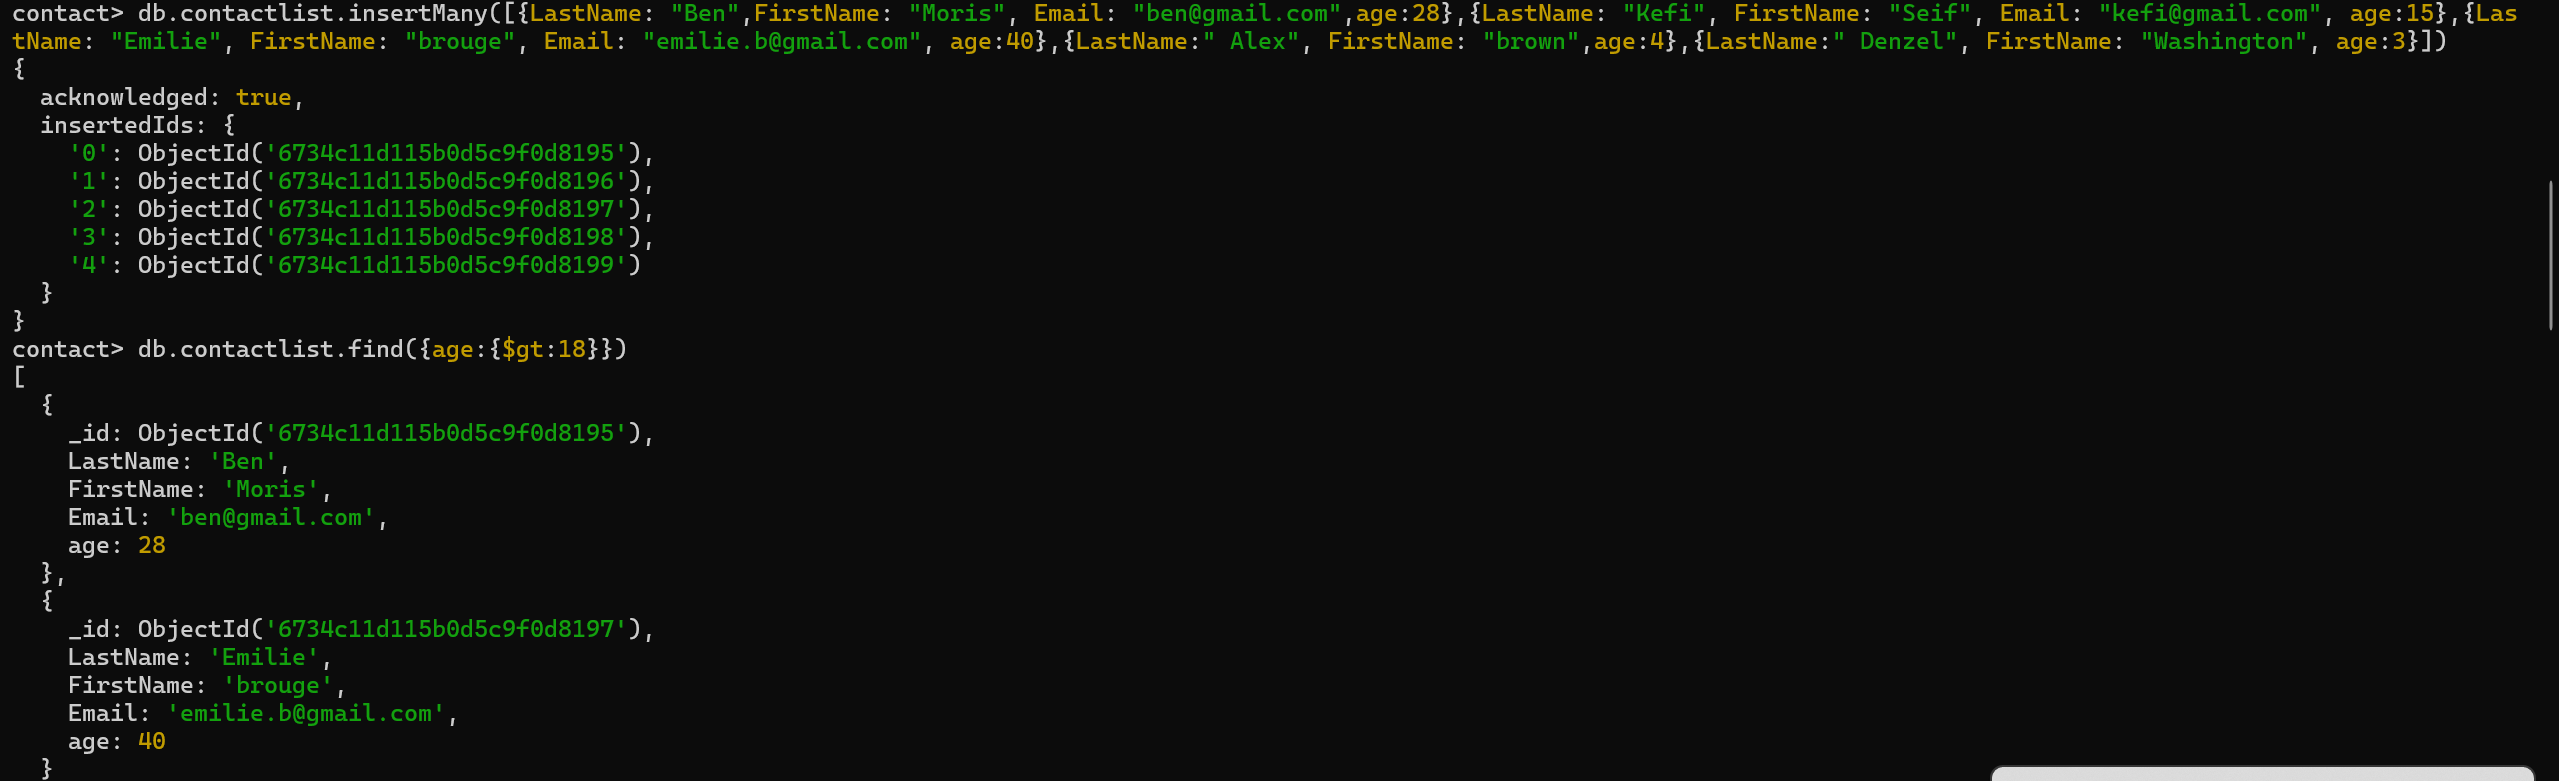 contact> db.contactlist.insertMany([{LastName: "Ben",FirstName: "Moris", Email: "ben@gmail.com",age:28},{LastName: "Kefi", FirstName: "Seif", Email: "kefi@gmail.com", age:15},{Las
tName: "Emilie", FirstName: "brouge", Email: "emilie.b@gmail.com", age:40},{LastName:" Alex", FirstName: "brown",age:4},{LastName:" Denzel", FirstName: "Washington", age:3}])
{
  acknowledged: true,
  insertedIds: {
    '0': ObjectId('6734c11d115b0d5c9f0d8195'),
    '1': ObjectId('6734c11d115b0d5c9f0d8196'),
    '2': ObjectId('6734c11d115b0d5c9f0d8197'),
    '3': ObjectId('6734c11d115b0d5c9f0d8198'),
    '4': ObjectId('6734c11d115b0d5c9f0d8199')
  }
}
contact> db.contactlist.find({age:{$gt:18}})
[
  {
    _id: ObjectId('6734c11d115b0d5c9f0d8195'),
    LastName: 'Ben',
    FirstName: 'Moris',
    Email: 'ben@gmail.com',
    age: 28
  },
  {
    _id: ObjectId('6734c11d115b0d5c9f0d8197'),
    LastName: 'Emilie',
    FirstName: 'brouge',
    Email: 'emilie.b@gmail.com',
    age: 40
  }